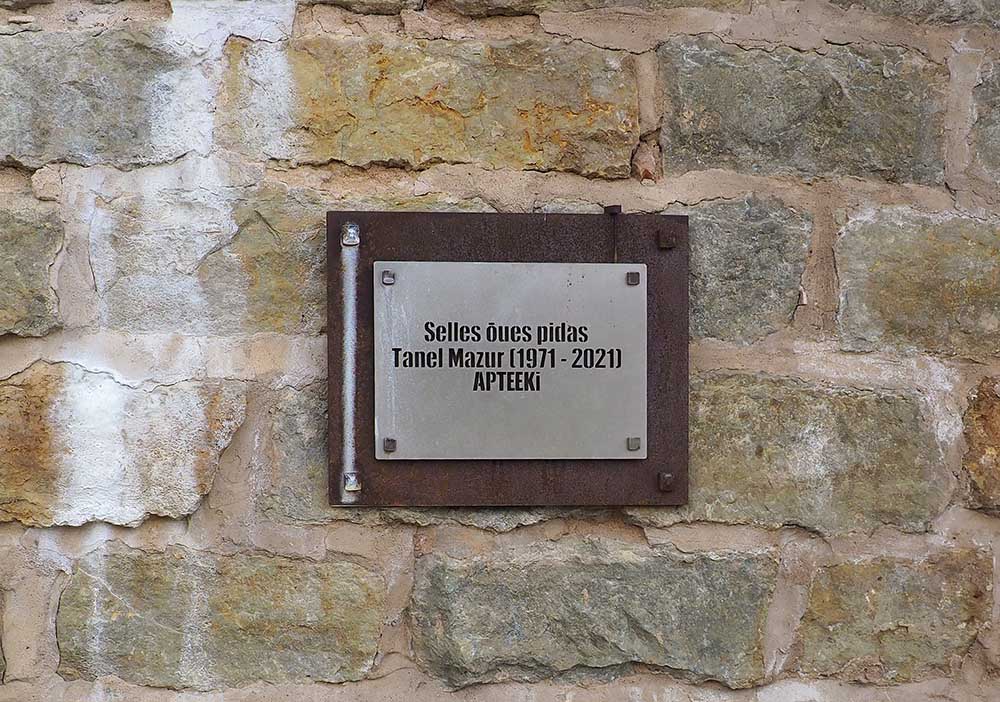 Selles õues pidas
Tanel Mazur (1971 - 2021)
APTEEKi